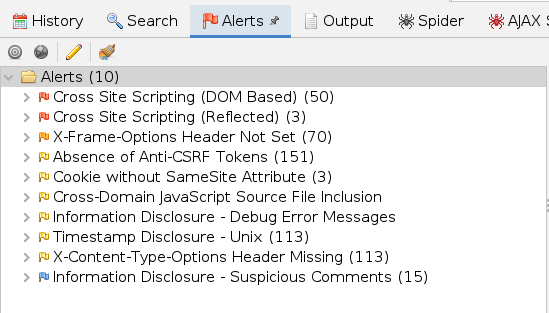 History Search Alerts Output Spider AJAX S
Alerts (10)
Cross Site Scripting (DOM Based) (50)
Cross Site Scripting (Reflected) (3)
X-Frame-Options Header Not Set (70)
Absence of Anti-CSRF Tokens (151)
Cookie without SameSite Attribute (3)
Cross-Domain JavaScript Source File Inclusion
Information Disclosure - Debug Error Messages
Timestamp Disclosure - Unix (113)
X-Content-Type-Options Header Missing (113)
Information Disclosure - Suspicious Comments (15)